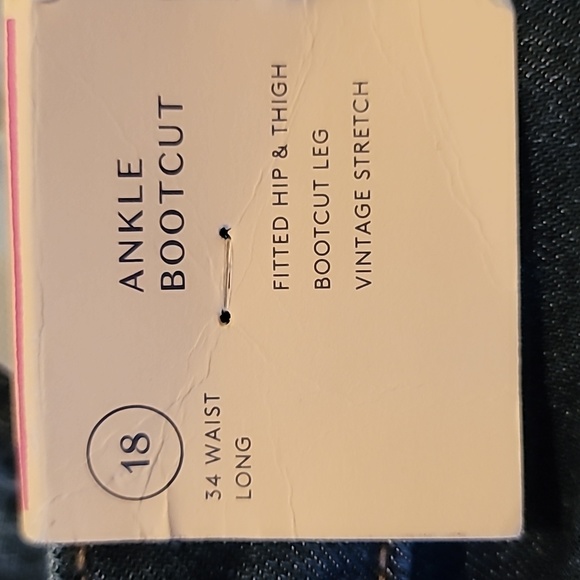 18
34 WAIST
LONG
ANKLE
BOOTCUT
FITTED HIP & THIGH
BOOTCUT LEG
VINTAGE STRETCH